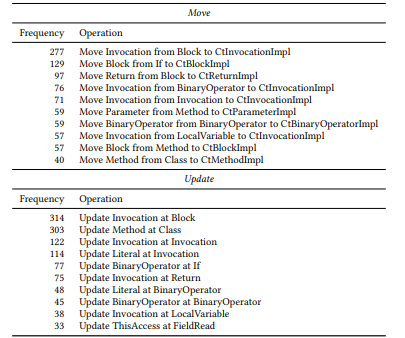 Move
Frequency Operation
277 Move Invocation from Block to CtInvocationImpl
129 Move Block from If to CtBlockImpl
97 Move Return from Block to CtReturnImpl
76 Move Invocation from BinaryOperator to CtInvocationImpl
71 Move Invocation from Invocation to CtInvocationImpl
59 Move Parameter from Method to CtParameterImpl
59 Move BinaryOperator from BinaryOperator to CtBinaryOperatorImpl
57 Move Invocation from LocalVariable to CtInvocationImpl
57 Move Block from Method to CtBlockImpl
40 Move Method from Class to CtMethodImpl
Update
Frequency Operation
314 Update Invocation at Block
303 Update Method at Class
122 Update Invocation at Invocation
114 Update Literal at Invocation
77 Update BinaryOperator at If
75 Update Invocation at Return
48 Update Literal at BinaryOperator
45 Update BinaryOperator at BinaryOperator
38 Update Invocation at LocalVariable
33 Update ThisAccess at FieldRead